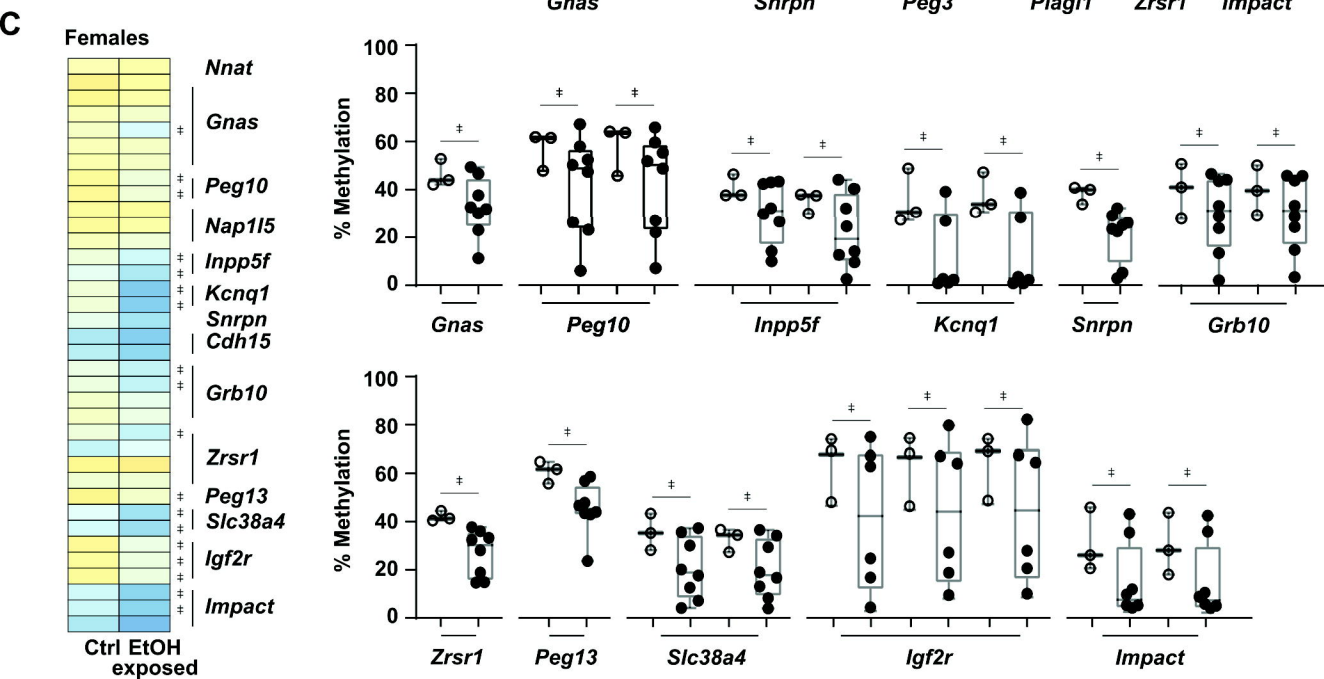 Gnas Snrpn Peg3 Plagl1 Zrsr1 Impact
C
Females
Nnat
Gnas
‡
‡
Peg10
‡
Nap1l5
‡
Inpp5f
‡
‡
Kcnq1
‡
Snrpn
Cdh15
‡
‡
Grb10
‡
Zrsr1
‡
Peg13
‡
Slc38a4
‡
‡
Igf2r
‡
‡
‡
‡
Impact
Ctrl EtOH
exposed
% Methylation
100
80
60
40
20
0
‡ ‡ ‡ ‡ ‡ ‡ ‡ ‡ ‡ ‡
Gnas Peg10 Inpp5f Kcnq1 Snrpn Grb10
% Methylation
100
80
60
40
20
0
‡ ‡ ‡ ‡ ‡ ‡ ‡ ‡ ‡
Zrsr1 Peg13 Slc38a4 Igf2r Impact